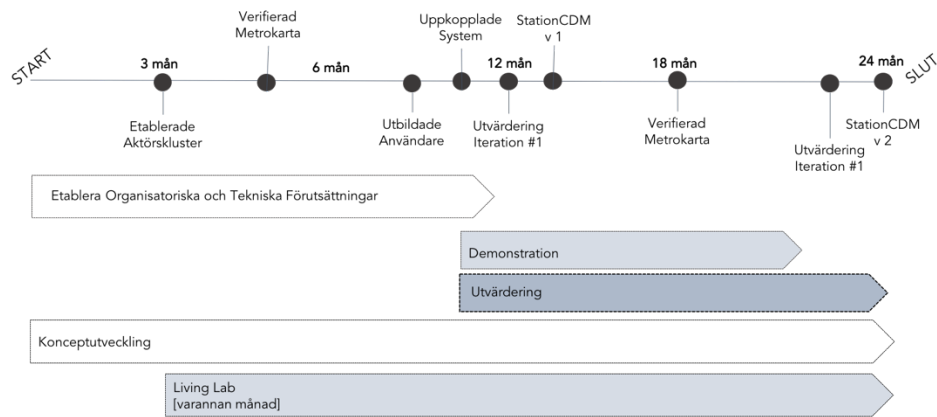 START
3 mån
Verifierad
Metrokarta
6 mån
Uppkopplade
System
12 mån
StationCDM
v 1
18 mån
24 mån
SLUT
Etablerade
Aktörskluster
Utbildade
Användare
Utvärdering
Iteration #1
Verifierad
Metrokarta
Utvärdering
Iteration #1
StationCDM
v 2
Etablera Organisatoriska och Tekniska Förutsättningar
Demonstration
Utvärdering
Konceptutveckling
Living Lab
[varannan månad]